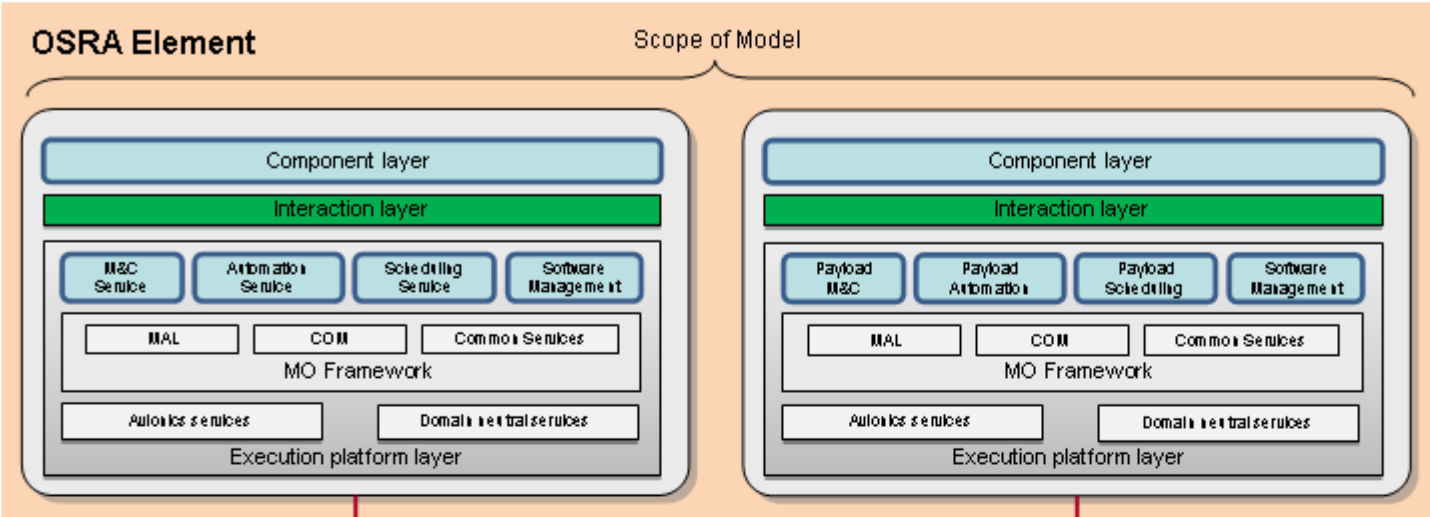 OSRA Element
Scope of Model
Component layer
Interaction layer
M&C
Service
Automation
Service
Scheduling
Service
Software
Management
MAL
COM
Common Services
MO Framework
Avionics services
Domain neutral services
Execution platform layer
Component layer
Interaction layer
Payload
M&C
Payload
Automation
Payload
Scheduling
Software
Management
MAL
COM
Common Services
MO Framework
Avionics services
Domain neutral services
Execution platform layer